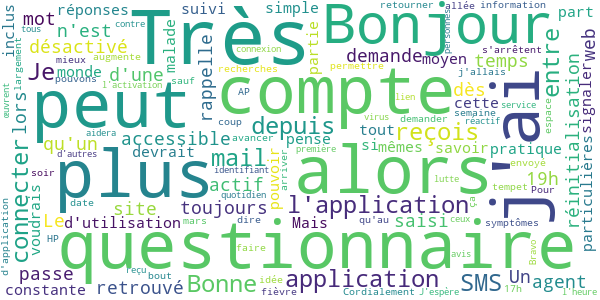 inclus
réponses
suivi
simple
contre
retourner
allée
information
mot
n'est
Très
Bonjour
tous
désactivé
malade
partie
personnes
part
s'arrêtent
Je
monde
d'une
rappelle
demande
moyen
temps
entre
web
signaler
largement
mieux
augmente
connexion
permettre
j'allais
pouvons
l'activation
sauf
recherches
dès
lors
peut
compte
j'ai
œuvrent
AP
lien
cette
service
virus
demander
semaine
réactif
espace
qu'un
accessible
depuis
reçois
réinitialisation
particulières
aidera
coup
avancer
pense
tout
si
mêmes
savoir
pratique
connecter
plus
devrait
première
d'autres
identifiant
mail
pouvoir
arriver
alors
envoyé
19h
soir
actif
quotidien
lutte
tempet
Pour
date
voudrais
site
toujours
l'application
ça
Le
d'utilisation
mars
dire
Mais
saisi
qu'au
ceux
symptômes
d'application
HP
questionnaire
faire
avis
Bravo
passe
reçu
bout
Bonne
idée
application
SMS
Un
agent
constante
retrouvé
fièvre
Cordialement
J'espère
17h
l'heure